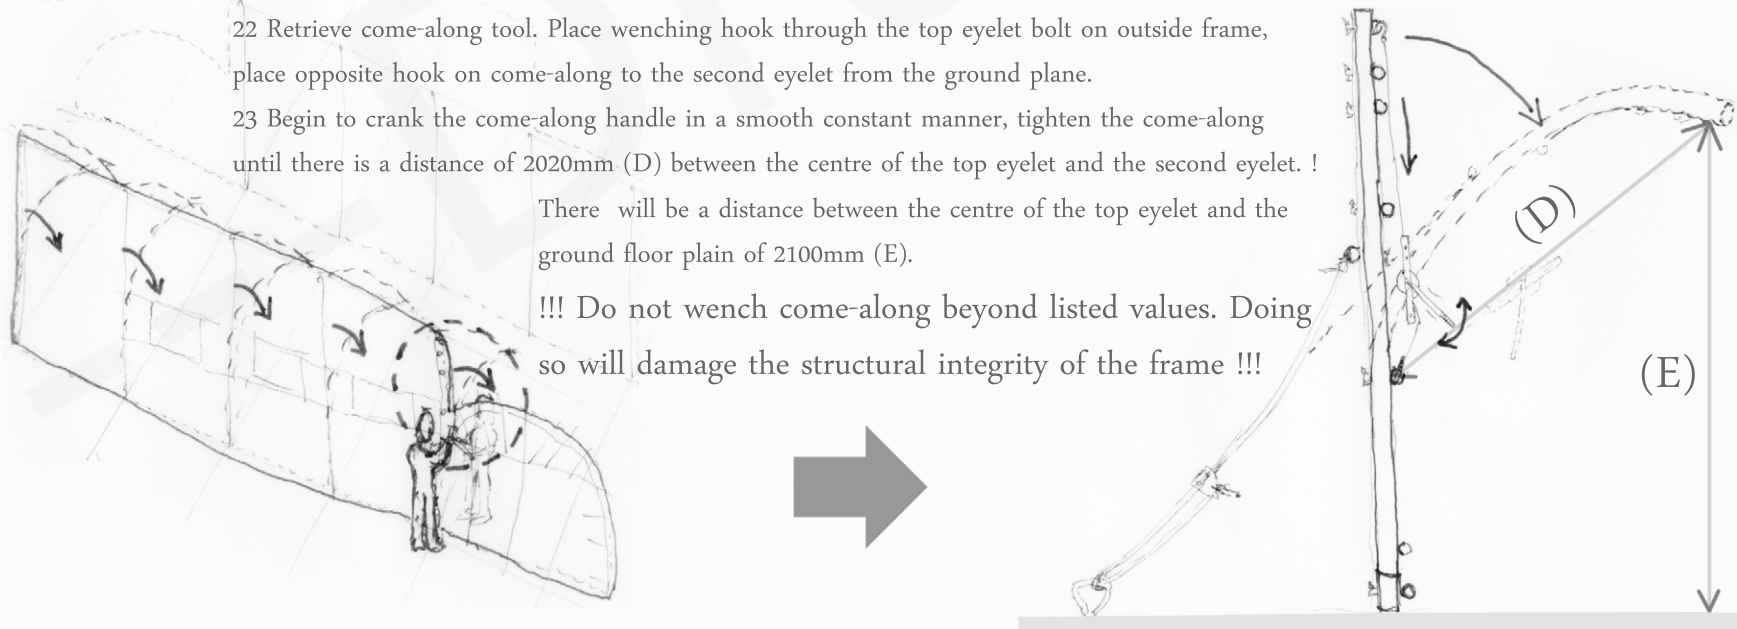 22 Retrieve come-along tool. Place wenching hook through the top eyelet bolt on outside frame,
place opposite hook on come-along to the second eyelet from the ground plane.
23 Begin to crank the come-along handle in a smooth constant manner, tighten the come-along
until there is a distance of 2020mm (D) between the centre of the top eyelet and the second eyelet. !
There will be a distance between the centre of the top eyelet and the
ground floor plain of 2100mm (E).
!!! Do not wench come-along beyond listed values. Doing
so will damage the structural integrity of the frame !!!
(D)
(E)